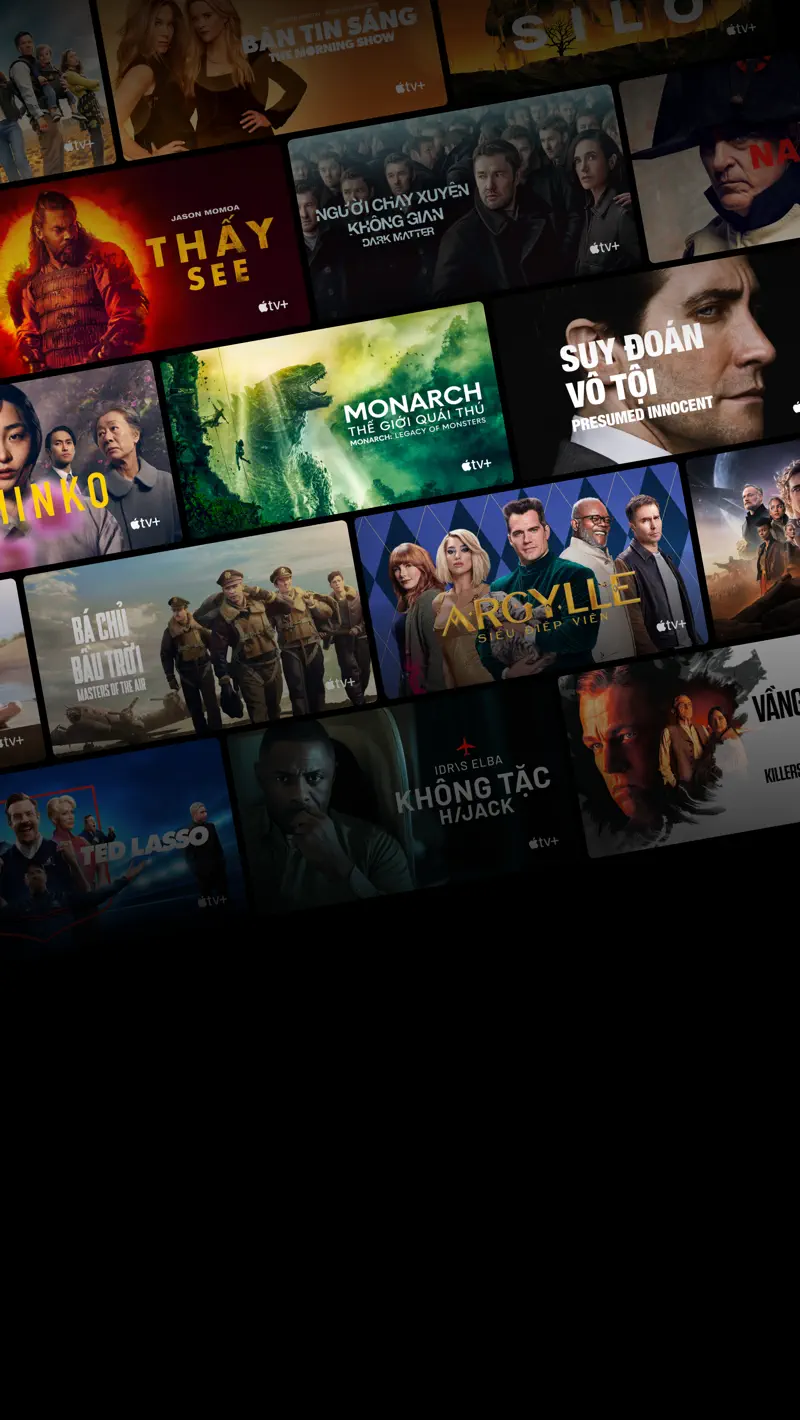 BẢN TIN SÁNG
THE MORNING SHOW
tv+
tv+
SILO
tv+
JASON MOMOA
THẤY
SEE
tv+
NGƯỜI CHẠY XUYÊN
KHÔNG GIAN
DARK MATTER
tv+
NA
INKO
tv+
MONARCH
THẾ GIỚI QUÁI THÚ
MONARCH: LEGACY OF MONSTERS
tv+
SUY ĐOÁN
VÔ TỘI
PRESUMED INNOCENT
tv+
BÁ CHỦ
BẦU TRỜI
MASTERS OF THE AIR
tv+
ARGYLLE
SIÊU ĐIỆP VIÊN
tv+
TED LASSO
tv+
IDRIS ELBA
KHÔNG TẶC
H/JACK
tv+
VẦNG
KILLERS